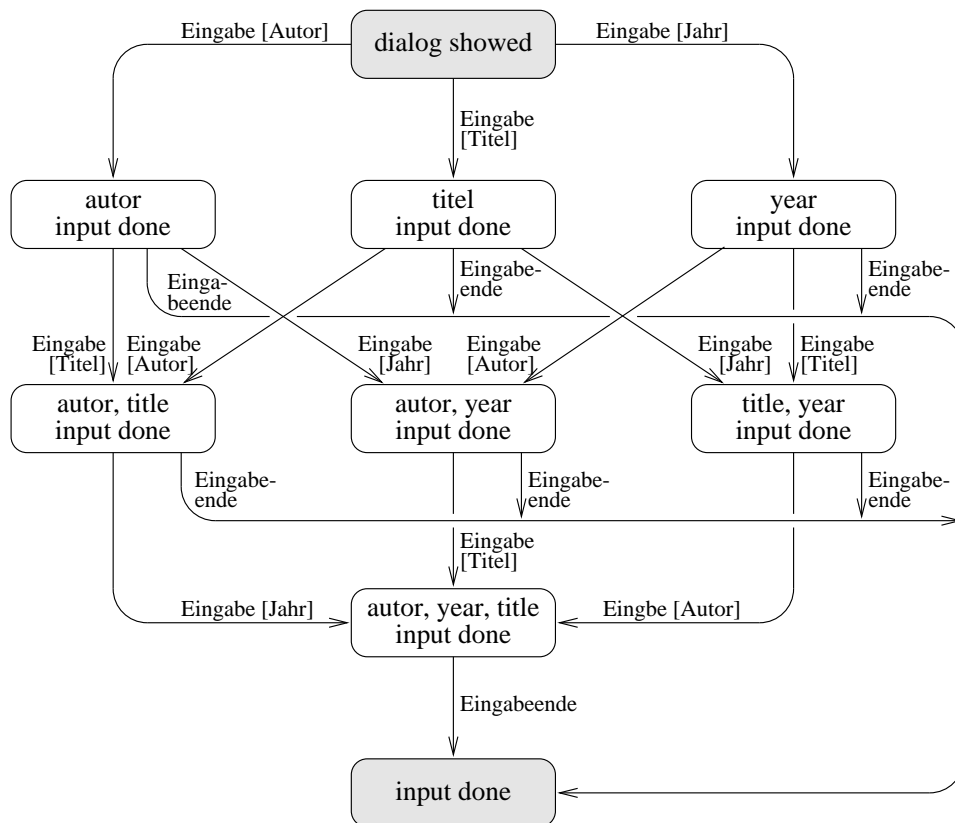 Eingabe [Autor]
dialog showed
Eingabe [Jahr]
Eingabe
[Titel]
autor
input done
titel
input done
year
input done
Einga-
beende
Eingabe-
ende
Eingabe-
ende
Eingabe
[Titel]
Eingabe
[Autor]
Eingabe
[Jahr]
Eingabe
[Autor]
Eingabe
[Jahr]
Eingabe
[Titel]
autor, title
input done
autor, year
input done
title, year
input done
Eingabe-
ende
Eingabe-
ende
Eingabe-
ende
Eingabe
[Titel]
Eingabe [Jahr]
autor, year, title
input done
Eingbe [Autor]
Eingabeende
input done